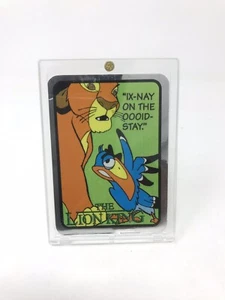 "IX-NAY
ON THE
OOOID-
STAY."
THE
LION KING